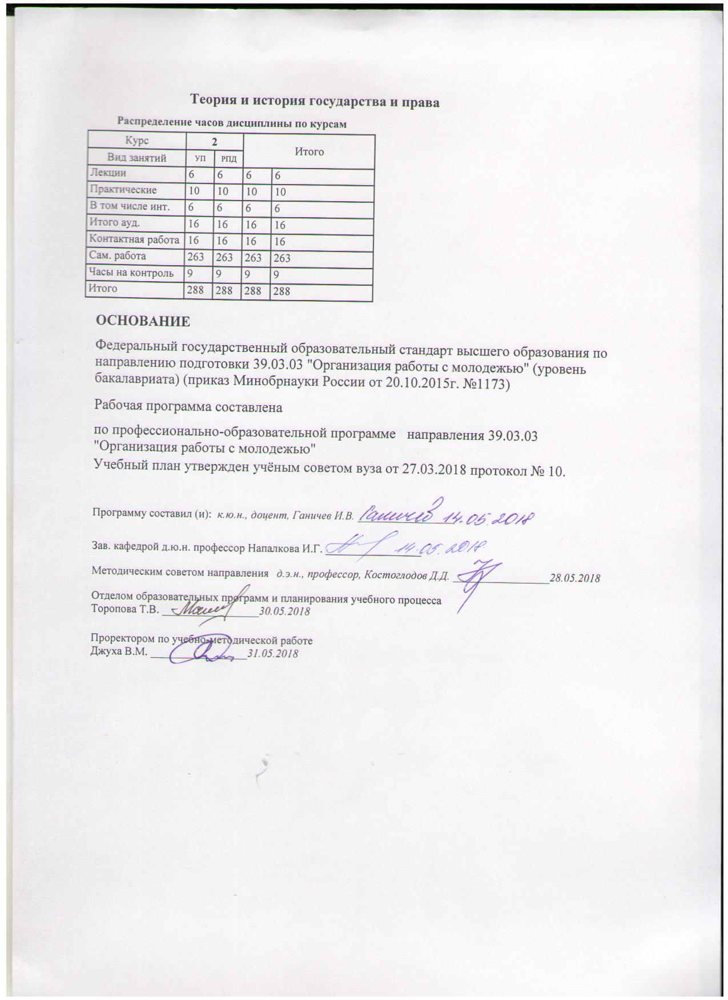 Теория и история государства и права
Распределение часов дисциплины по курсам
Курс 2 Итого
Вид занятий УП РПД
Лекции 6 6 6 6
Практические 10 10 10 10
В том числе инт. 6 6 6 6
Итого ауд. 16 16 16 16
Контактная работа 16 16 16 16
Сам. работа 263 263 263 263
Часы на контроль 9 9 9 9
Итого 288 288 288 288
ОСНОВАНИЕ
Федеральный государственный образовательный стандарт высшего образования по
направлению подготовки 39.03.03 "Организация работы с молодежью" (уровень
бакалавриата) (приказ Минобрнауки России от 20.10.2015г. №1173)
Рабочая программа составлена
по профессионально-образовательной программе направления 39.03.03
"Организация работы с молодежью"
Учебный план утвержден учёным советом вуза от 27.03.2018 протокол № 10.
Программу составил (и): к.ю.н., доцент, Ганичев И.В. Ганичев 14.05.2018
Зав. кафедрой д.ю.н. профессор Напалкова И.Г. 14.05.2018
Методическим советом направления д.э.н., профессор, Костоглодов Д.Д. 28.05.2018
Отделом образовательных программ и планирования учебного процесса
Торопова Т.В. 30.05.2018
Проректором по учебно-методической работе
Джуха В.М. 31.05.2018